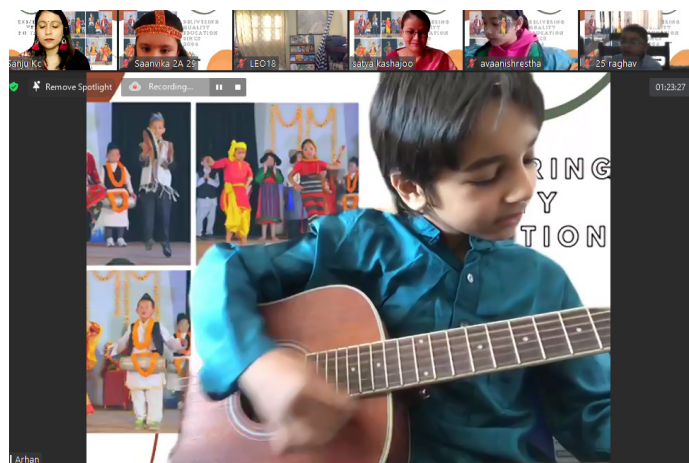 Sanju Kc
Saanvika 2A 29
LEO18
satya kashajoo
avaanishrestha
25 raghav
Remove Spotlight
Recording...
01:23:27
RING
Y
TION
Arhan